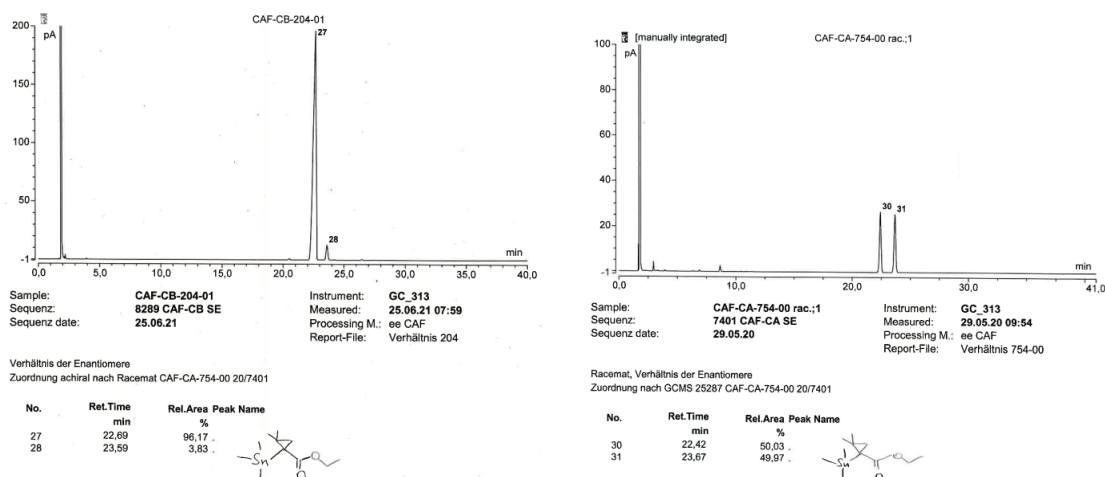 CAF-CB-204-01
200
pA
150
100
50
-1
27
28
min
0,0 5,0 10,0 15,0 20,0 25,0 30,0 35,0 40,0
Sample: CAF-CB-204-01
Sequenz: 8289 CAF-CB SE
Sequenz date: 25.06.21
Instrument: GC_313
Measured: 25.06.21 07:59
Processing M.: ee CAF
Report-File: Verhältnis 204
Verhältnis der Enantiomere
Zuordnung achiral nach Racemat CAF-CA-754-00 20/7401
No. Ret.Time Rel.Area Peak Name
min %
27 22,69 96,17
28 23,59 3,83
Sn
O
O
[manually integrated] CAF-CA-754-00 rac.;1
100
pA
80
60
40
20
-1
30 31
min
0,0 10,0 20,0 30,0 41,0
Sample: CAF-CA-754-00 rac.;1
Sequenz: 7401 CAF-CA SE
Sequenz date: 29.05.20
Instrument: GC_313
Measured: 29.05.20 09:54
Processing M.: ee CAF
Report-File: Verhältnis 754-00
Racemat, Verhältnis der Enantiomere
Zuordnung nach GCMS 25287 CAF-CA-754-00 20/7401
No. Ret.Time Rel.Area Peak Name
min %
30 22,42 50,03
31 23,67 49,97
Sn
O
O